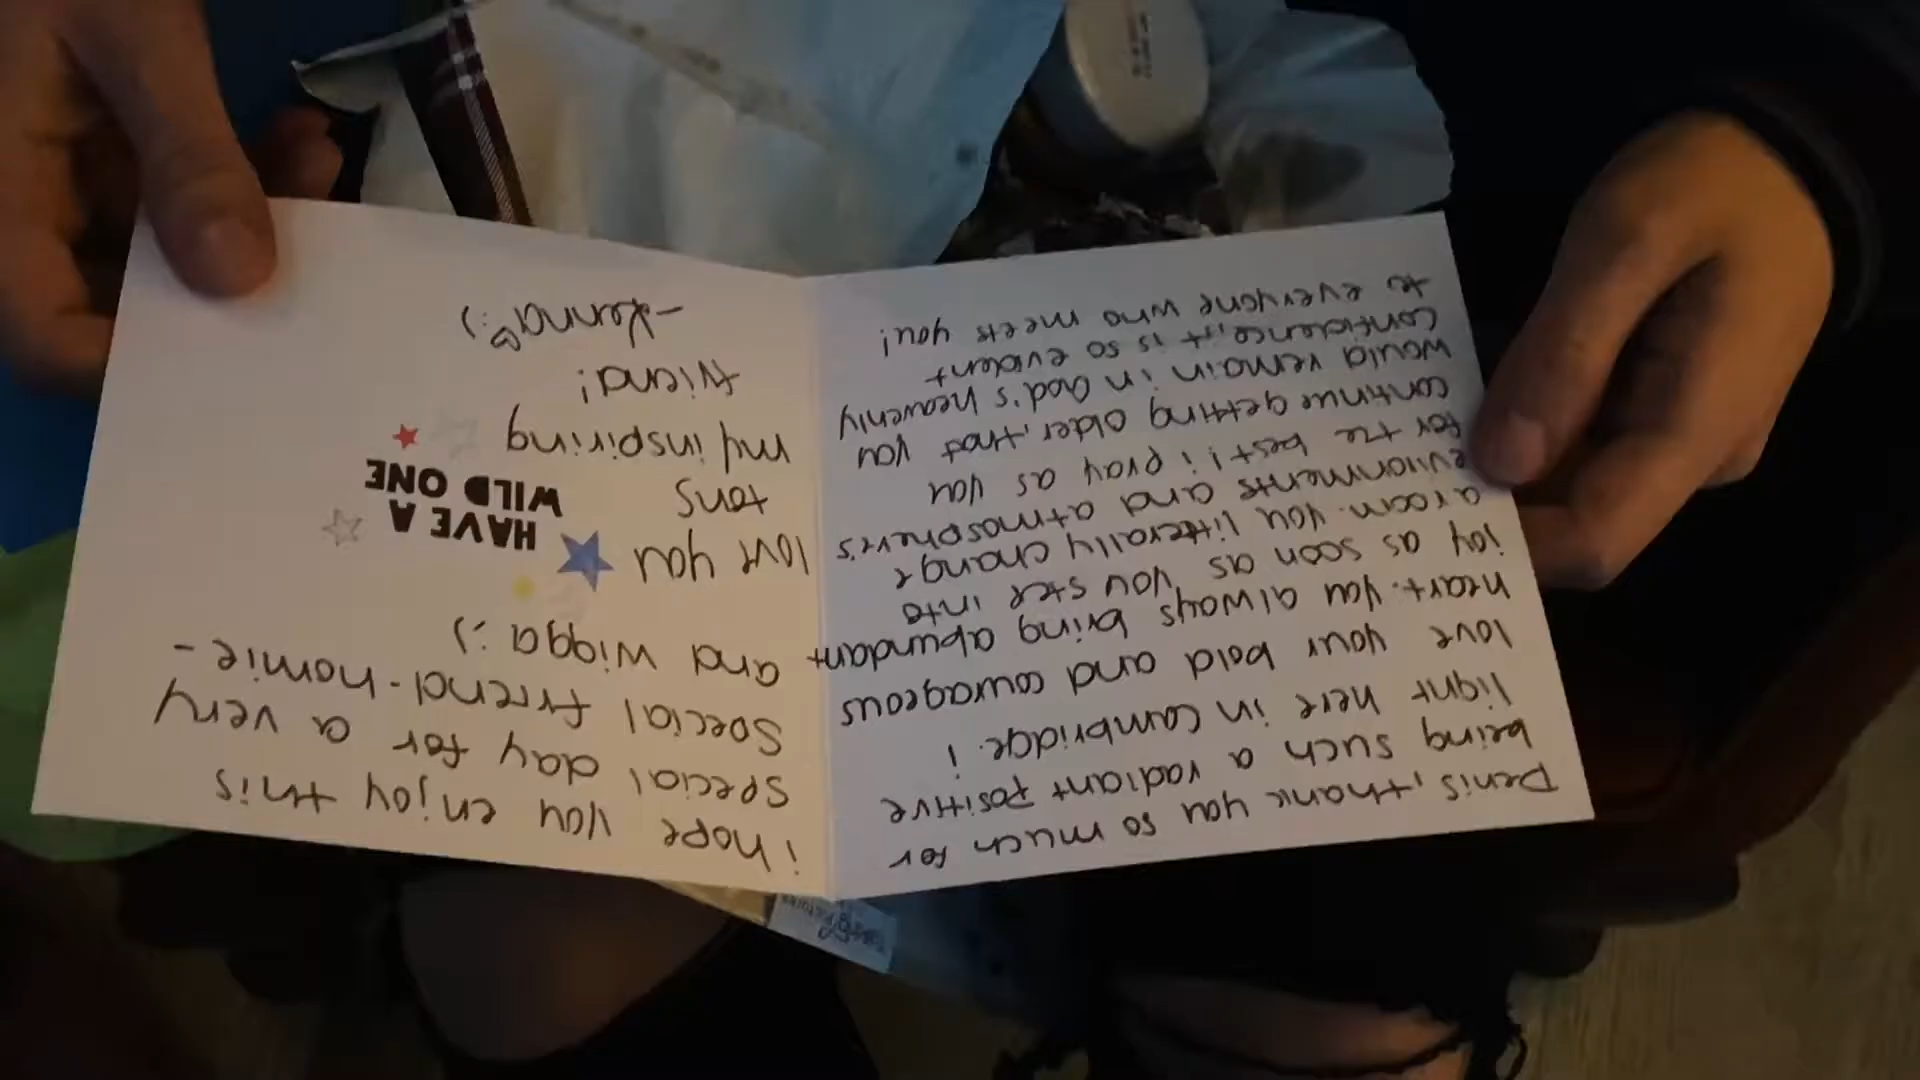 Denis, thank you so much for
being such a radiant positive
light here in cambridge. i
love your bold and courageous
heart. you always bring abundant
joy as soon as you step into
a room. you litterally change
evironments and atmospheres
for the best! i pray as you
continue getting older, that you
would remain in God's heavenly
confidence, it is so evident
to everyone who meets you!
i hope you enjoy this
special day for a very
special friend-homie-
and wigga :)
love you
tons
my inspiring
friend!
-Kenna :)
HAVE A
WILD ONE